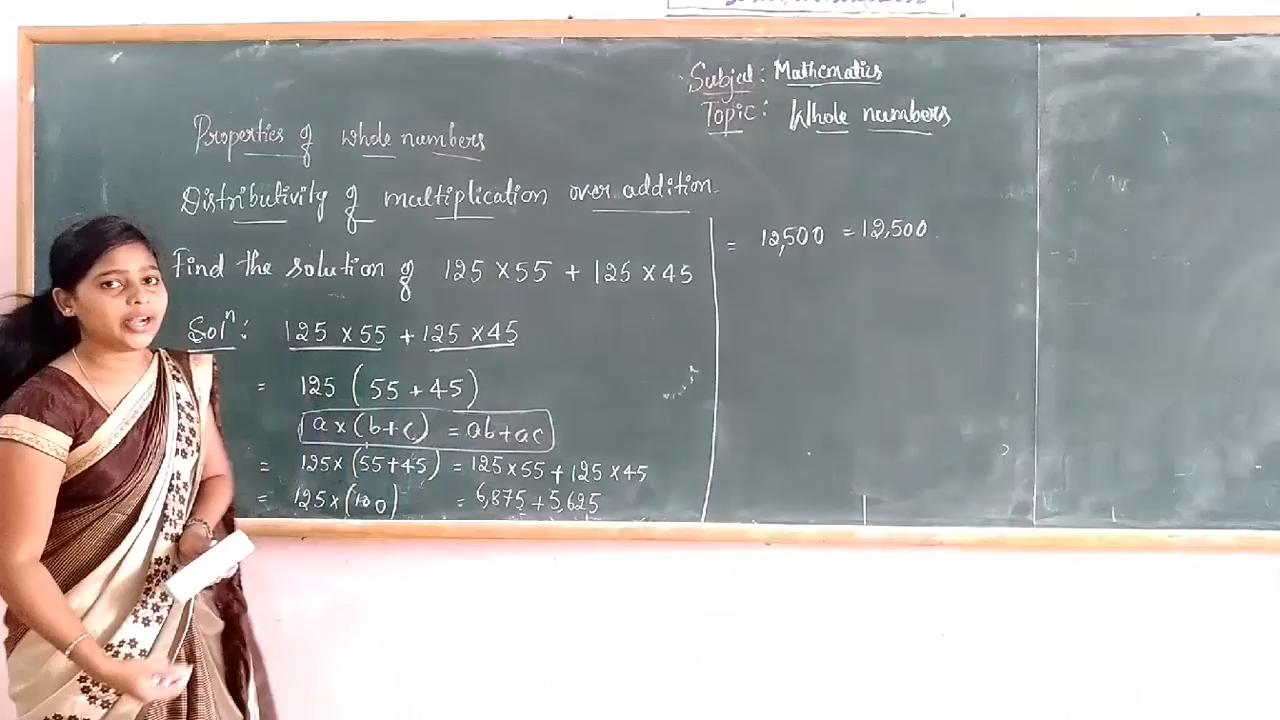 Subject: Mathematics
Topic: Whole numbers
Properties of whole numbers
Distributivity of multiplication over addition.
Find the solution of 125 × 55 + 125 × 45
Solⁿ: 125 × 55 + 125 × 45
= 125 (55 + 45)
a × (b+c) = ab+ac
= 125× (55+45) = 125 × 55 + 125 × 45
= 125 × (100) = 6,875 + 5,625
= 12,500 = 12,500